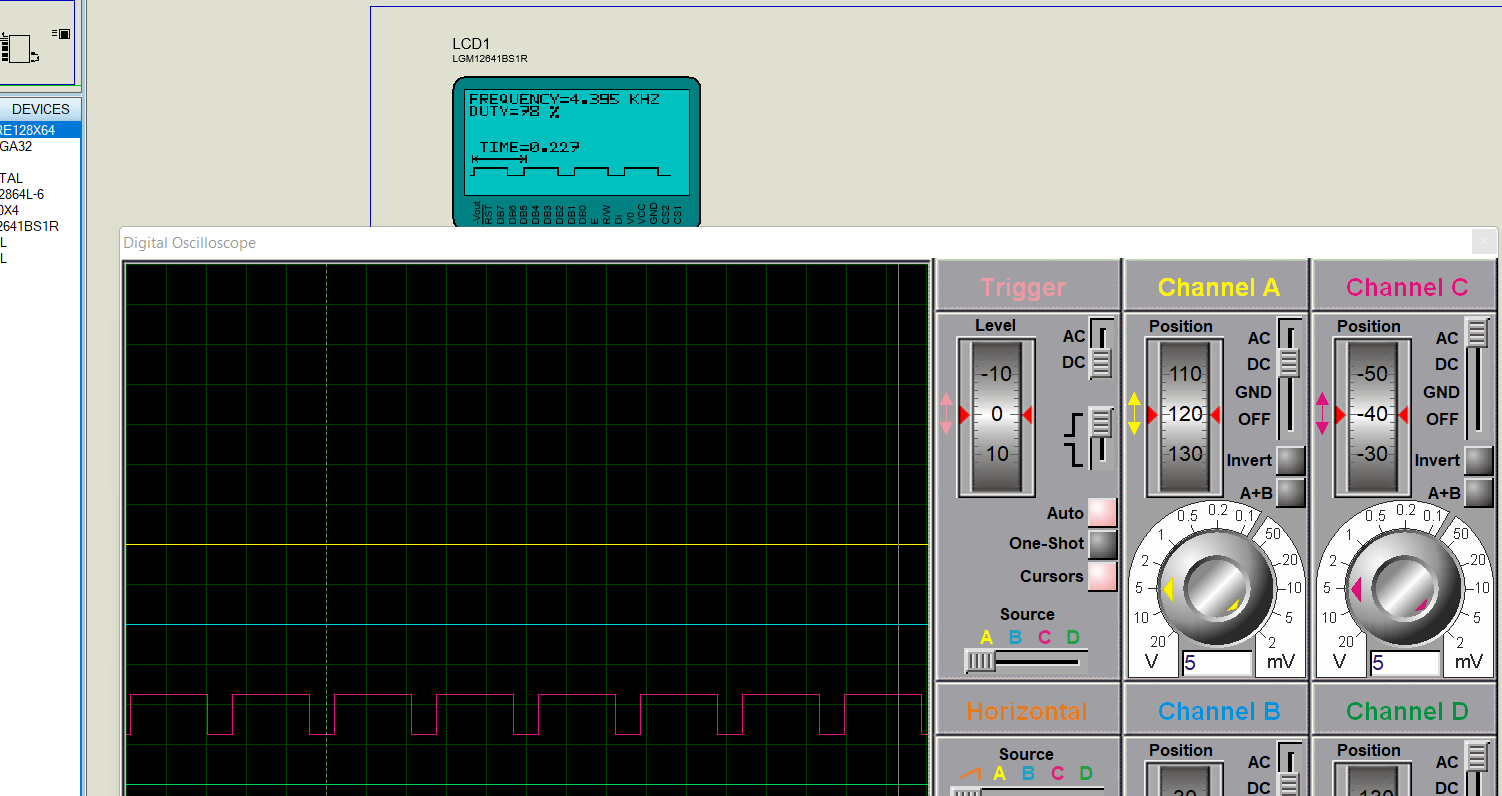 LCD1
LGM12641BS1R
FREQUENCY=4.395 KHZ
DUTY=78 %
TIME=0.227
-Vout
RST
DB7
DB6
DB5
DB4
DB3
DB2
DB1
DB0
E
R/W
DI
V0
VCC
GND
CS2
CS1
DEVICES
RE128X64
GA32
TAL
2864L-6
0X4
2641BS1R
L
L
Digital Oscilloscope
Trigger
Level
-10
0
10
AC
DC
Auto
One-Shot
Cursors
Source
A B C D
Channel A
Position
110
120
130
AC
DC
GND
OFF
Invert
A+B
20 10 5 2 1 0.5 0.2 0.1 50 20 10 5 2
V 5 mV
Channel C
Position
-50
-40
-30
AC
DC
GND
OFF
Invert
A+B
20 10 5 2 1 0.5 0.2 0.1 50 20 10 5 2
V 5 mV
Horizontal
Source
A B C D
Channel B
Position
AC
DC
Channel D
Position
AC
DC